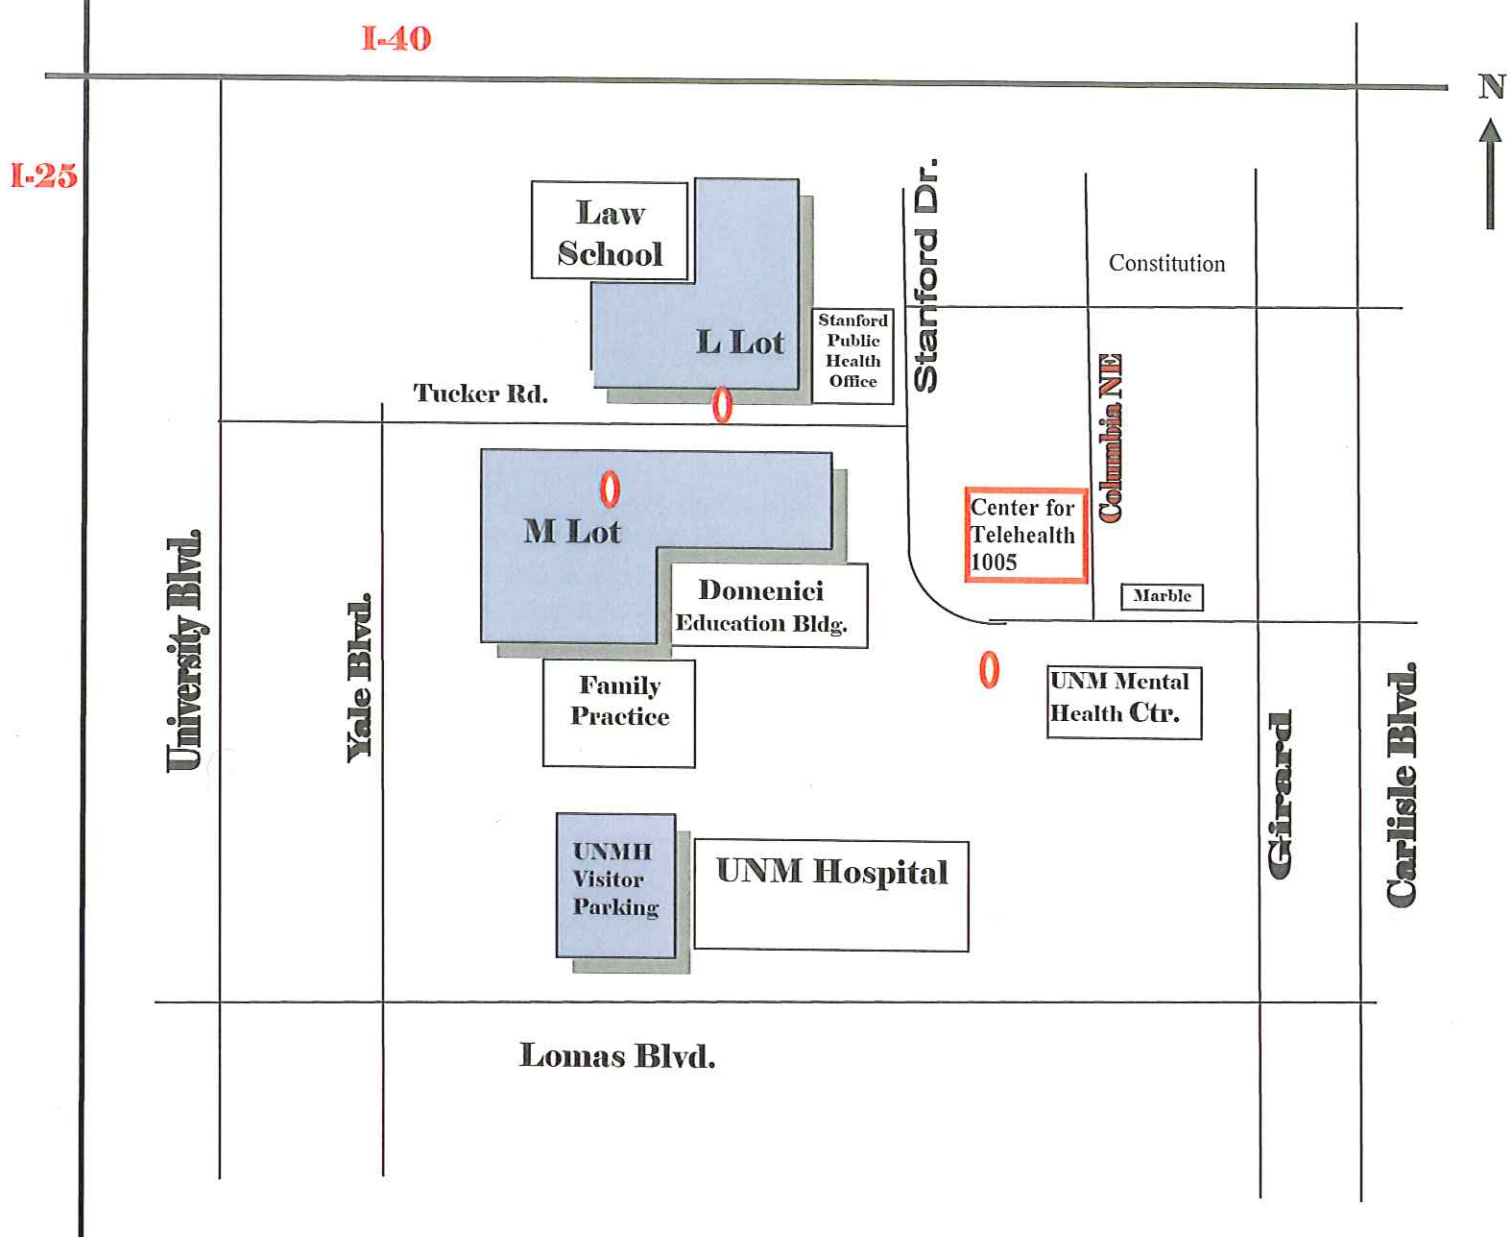 I-40
N
I-25
Law
School
Stanford Dr.
Constitution
L Lot
Stanford
Public
Health
Office
Tucker Rd.
Columbia NE
M Lot
Center for
Telehealth
1005
Domenici
Education Bldg.
Marble
University Blvd.
Yale Blvd.
Family
Practice
UNM Mental
Health Ctr.
Girard
Carlisle Blvd.
UNMH
Visitor
Parking
UNM Hospital
Lomas Blvd.